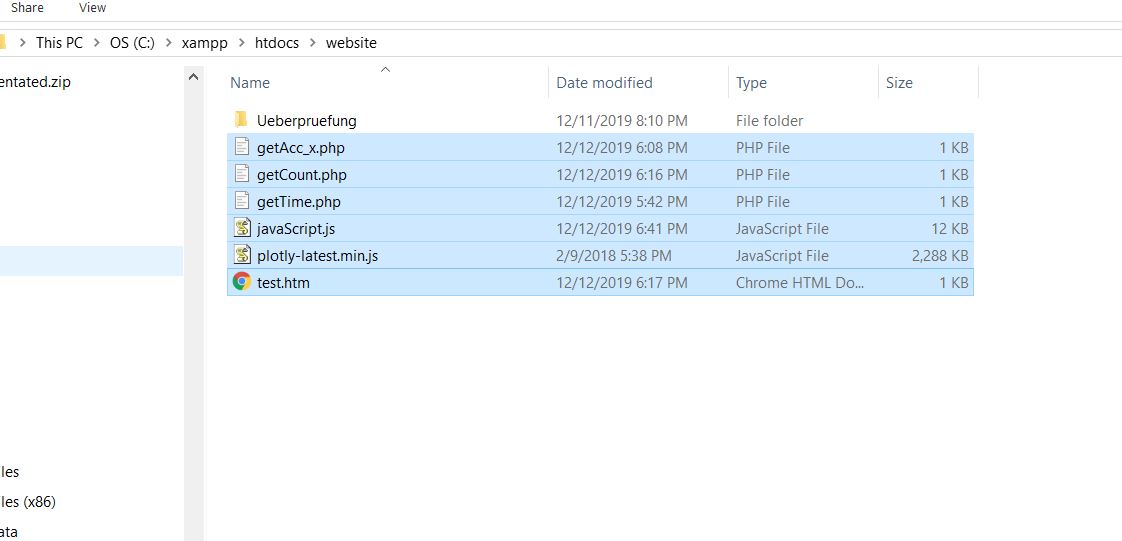 Share View
This PC > OS (C:) > xampp > htdocs > website
entated.zip
Name Date modified Type Size
Ueberpruefung 12/11/2019 8:10 PM File folder
getAcc_x.php 12/12/2019 6:08 PM PHP File 1 KB
getCount.php 12/12/2019 6:16 PM PHP File 1 KB
getTime.php 12/12/2019 5:42 PM PHP File 1 KB
javaScript.js 12/12/2019 6:41 PM JavaScript File 12 KB
plotly-latest.min.js 2/9/2018 5:38 PM JavaScript File 2,288 KB
test.htm 12/12/2019 6:17 PM Chrome HTML Do... 1 KB
les
les (x86)
ata